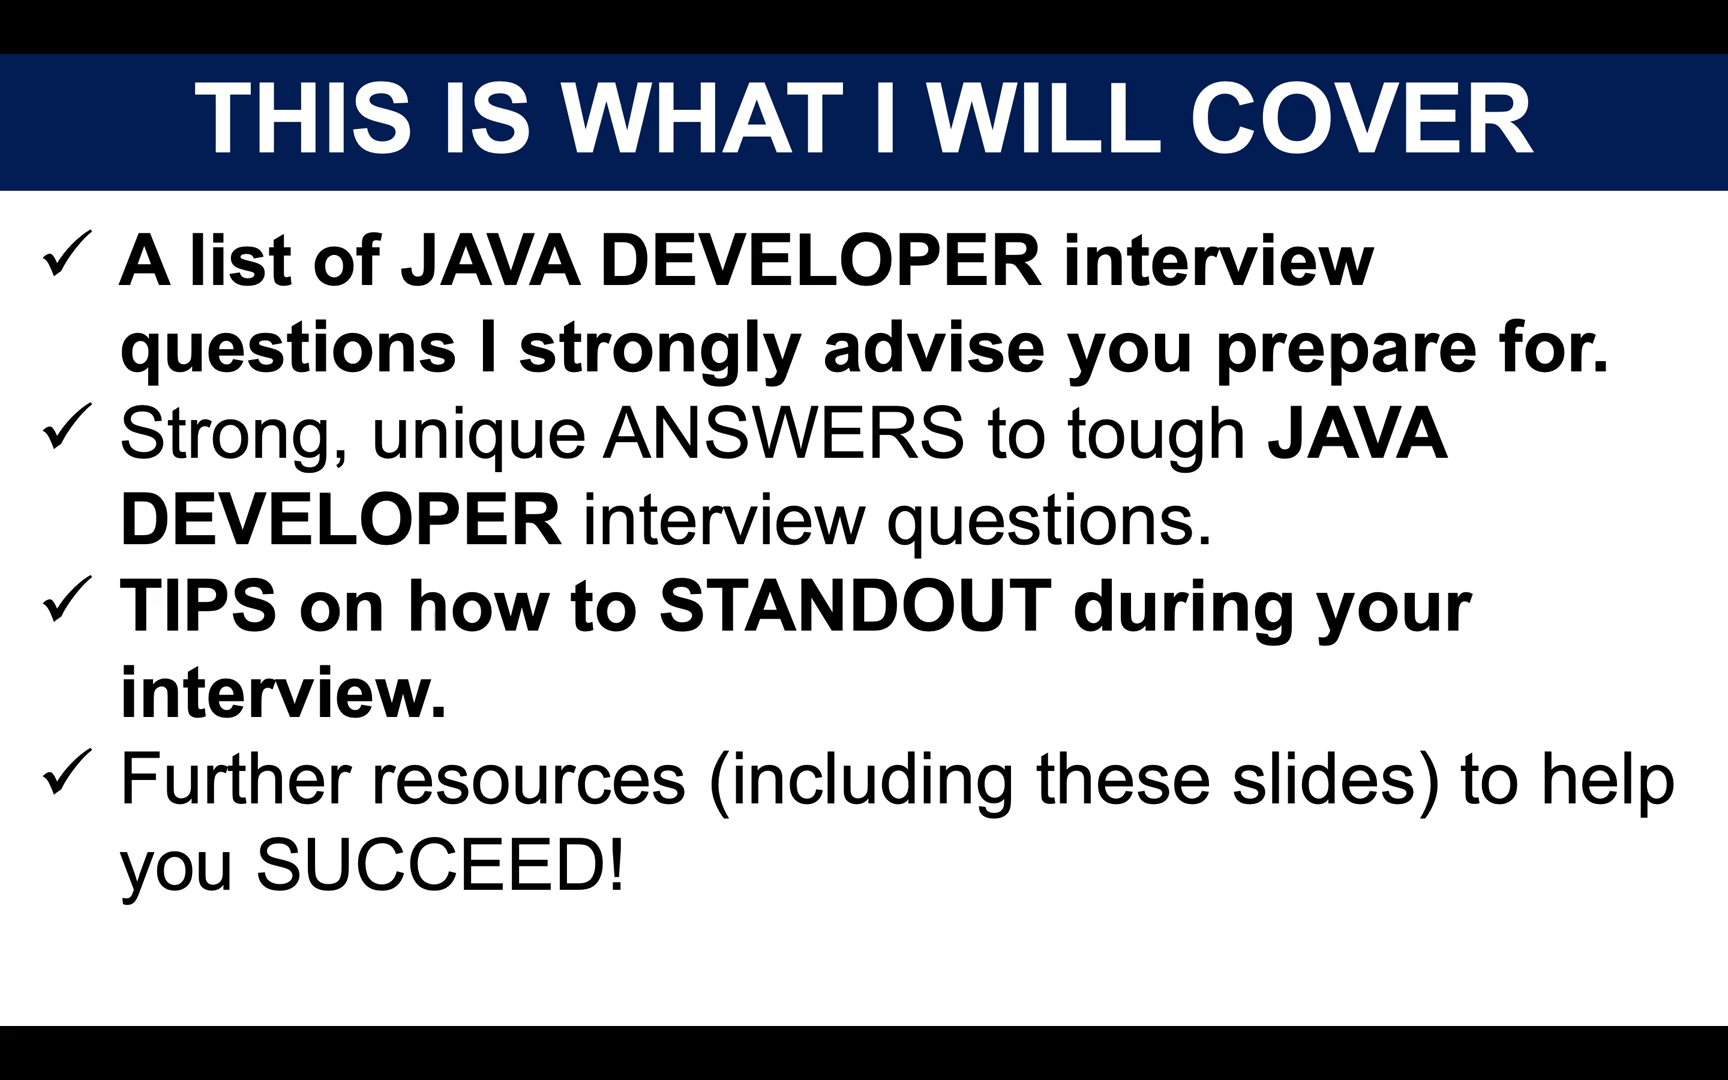 THIS IS WHAT I WILL COVER
✓ A list of JAVA DEVELOPER interview
questions I strongly advise you prepare for.
✓ Strong, unique ANSWERS to tough JAVA
DEVELOPER interview questions.
✓ TIPS on how to STANDOUT during your
interview.
✓ Further resources (including these slides) to help
you SUCCEED!